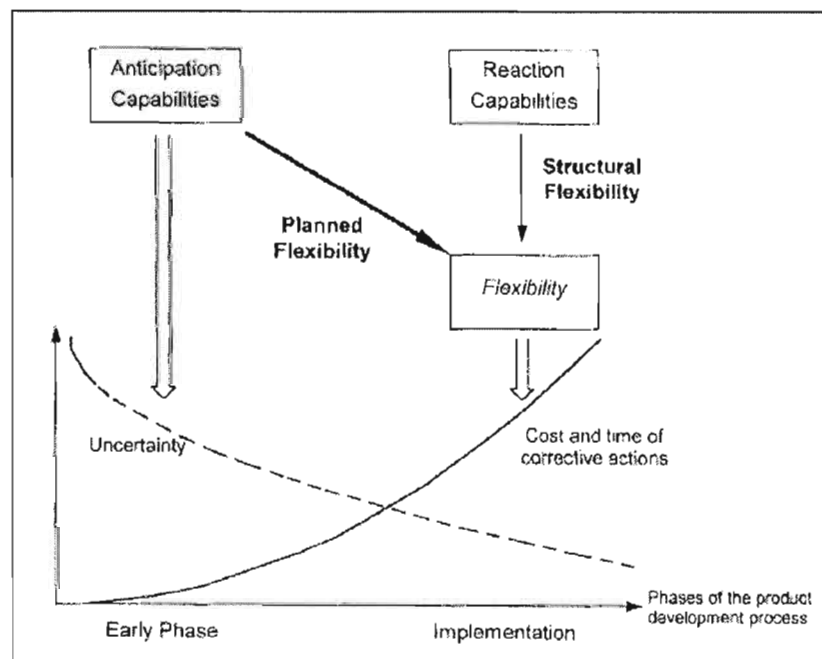 Anticipation
Capabilities
Reaction
Capabilities
Structural
Flexibility
Planned
Flexibility
Flexibility
Uncertainty
Cost and time of
corrective actions
Phases of the product
development process
Early Phase
Implementation